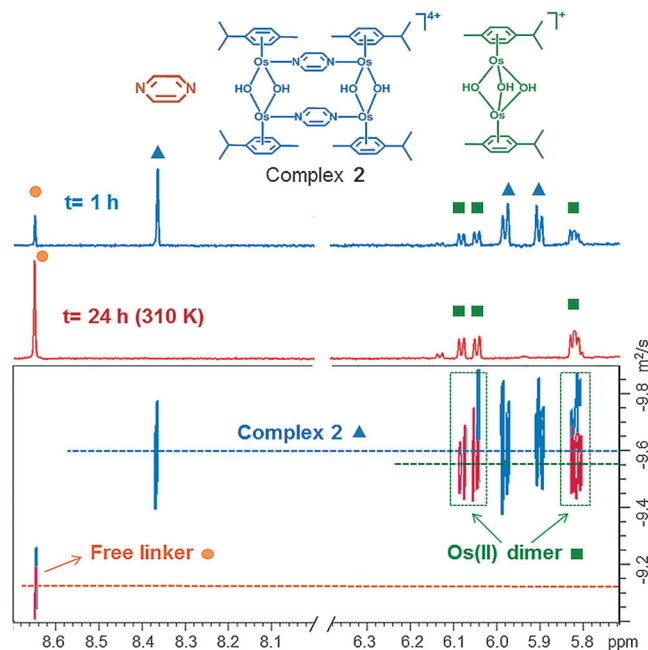 ]4+
]+
Os
N
N
Os
Os
HO
OH
HO
OH
HO
OH
OH
N
N
Os
N
N
Os
Os
Complex 2
t= 1 h
t= 24 h (310 K)
m²/s
-9.8
Complex 2
-9.6
-9.4
Free linker
Os(II) dimer
-9.2
8.6 8.5 8.4 8.3 8.2 8.1 6.3 6.2 6.1 6.0 5.9 5.8 ppm